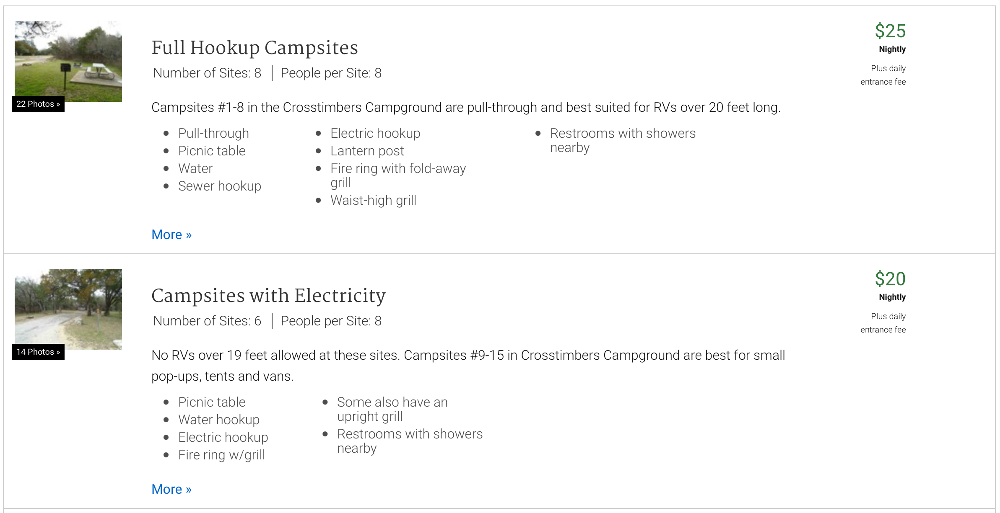 $25
Full Hookup Campsites
Nightly
Number of Sites: 8 | People per Site: 8
Plus daily
entrance fee
22 Photos »
Campsites #1-8 in the Crosstimbers Campground are pull-through and best suited for RVs over 20 feet long.
• Pull-through
• Picnic table
• Water
• Sewer hookup
• Electric hookup
• Lantern post
• Fire ring with fold-away
grill
• Waist-high grill
• Restrooms with showers
nearby
More »
$20
Campsites with Electricity
Nightly
Number of Sites: 6 | People per Site: 8
Plus daily
entrance fee
14 Photos »
No RVs over 19 feet allowed at these sites. Campsites #9-15 in Crosstimbers Campground are best for small
pop-ups, tents and vans.
• Picnic table
• Water hookup
• Electric hookup
• Fire ring w/grill
• Some also have an
upright grill
• Restrooms with showers
nearby
More »